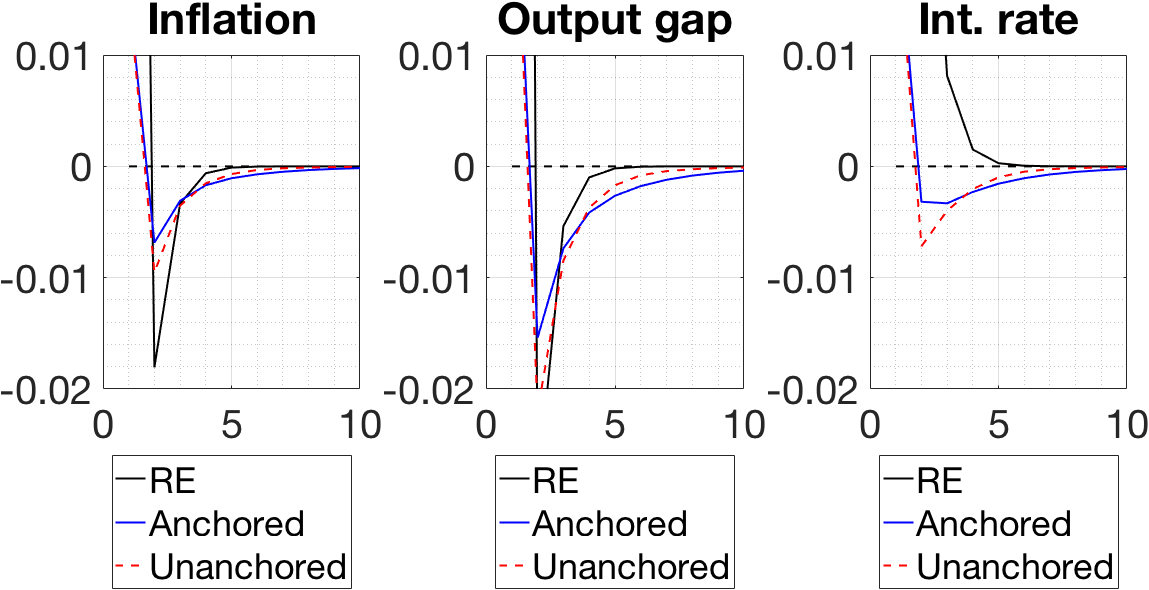 Inflation
0.01
0
-0.01
-0.02
0 5 10
RE
Anchored
Unanchored
Output gap
0.01
0
-0.01
-0.02
0 5 10
RE
Anchored
Unanchored
Int. rate
0.01
0
-0.01
-0.02
0 5 10
RE
Anchored
Unanchored